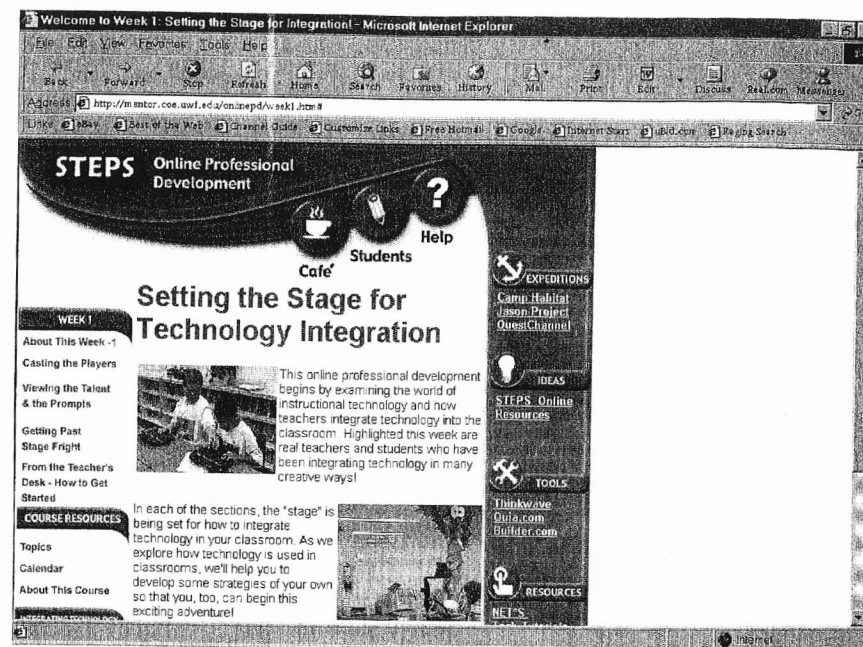 Welcome to Week 1: Setting the Stage for Integration! - Microsoft Internet Explorer
File Edit View Favorites Tools Help
Back Forward Stop Refresh Home Search Favorites History Mail Print Edit Discuss Real.com Messenger
Address http://mentor.coe.uwf.edu/onlinepd/week1.htm#
Links eBay Best of the Web Channel Guide Customize Links Free Hotmail Google Internet Start uBid.com Raging Search
STEPS Online Professional
Development
?
Café
Students
Help
Setting the Stage for
Technology Integration
WEEK 1
About This Week -1
Casting the Players
Viewing the Talent
& the Prompts
Getting Past
Stage Fright
From the Teacher's
Desk - How to Get
Started
COURSE RESOURCES
Topics
Calendar
About This Course
INTEGRATING TECHNOLOGY
This online professional development
begins by examining the world of
instructional technology and how
teachers integrate technology into the
classroom. Highlighted this week are
real teachers and students who have
been integrating technology in many
creative ways!
In each of the sections, the "stage" is
being set for how to integrate
technology in your classroom. As we
explore how technology is used in
classrooms, we'll help you to
develop some strategies of your own
so that you, too, can begin this
exciting adventure!
EXPEDITIONS
Camp Habitat
Jason Project
QuestChannel
IDEAS
STEPS Online
Resources
TOOLS
Thinkwave
Quia.com
Builder.com
RESOURCES
NET'S
Tech Tutorials
Internet